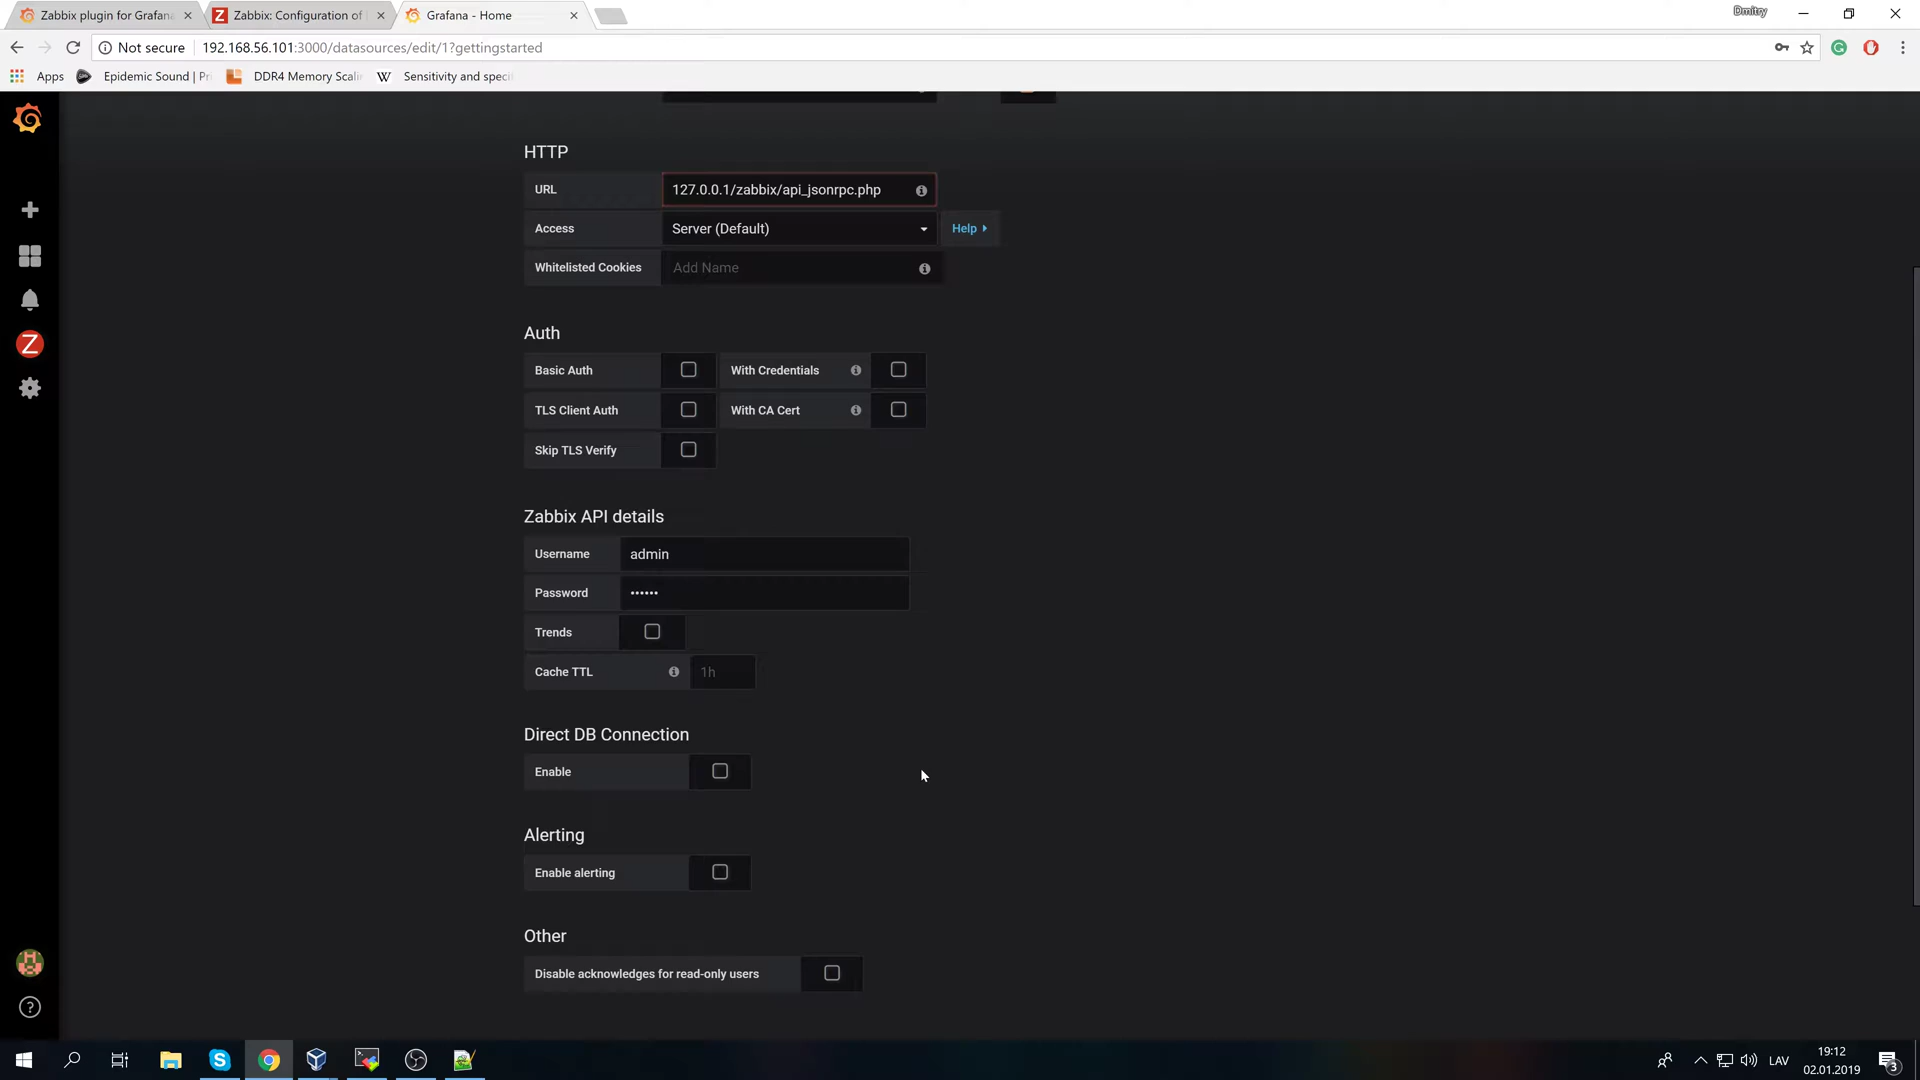 Zabbix plugin for Grafana
Zabbix: Configuration of
Grafana - Home
Dmitry
Not secure
192.168.56.101:3000/datasources/edit/1?gettingstarted
Apps
Epidemic Sound | Pr
DDR4 Memory Scali
W
Sensitivity and speci
HTTP
URL
127.0.0.1/zabbix/api_jsonrpc.php
Access
Server (Default)
Help
Whitelisted Cookies
Add Name
Auth
Basic Auth
With Credentials
TLS Client Auth
With CA Cert
Skip TLS Verify
Z
Zabbix API details
Username
admin
Password
••••••
Trends
Cache TTL
1h
Direct DB Connection
Enable
Alerting
Enable alerting
Other
Disable acknowledges for read-only users
LAV
19:12
02.01.2019
3